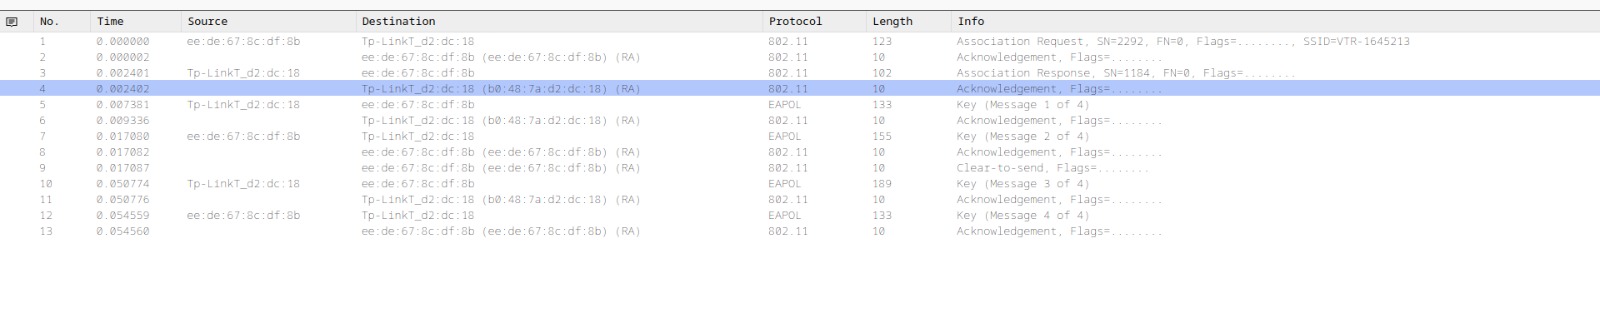 No. Time Source Destination Protocol Length Info
1 0.000000 ee:de:67:8c:df:8b Tp-LinkT_d2:dc:18 802.11 123 Association Request, SN=2292, FN=0, Flags=........, SSID=VTR-1645213
2 0.000002 ee:de:67:8c:df:8b (ee:de:67:8c:df:8b) (RA) 802.11 10 Acknowledgement, Flags=........
3 0.002401 Tp-LinkT_d2:dc:18 ee:de:67:8c:df:8b 802.11 102 Association Response, SN=1184, FN=0, Flags=........
4 0.002402 Tp-LinkT_d2:dc:18 (b0:48:7a:d2:dc:18) (RA) 802.11 10 Acknowledgement, Flags=........
5 0.007381 Tp-LinkT_d2:dc:18 ee:de:67:8c:df:8b EAPOL 133 Key (Message 1 of 4)
6 0.009336 Tp-LinkT_d2:dc:18 (b0:48:7a:d2:dc:18) (RA) 802.11 10 Acknowledgement, Flags=........
7 0.017080 ee:de:67:8c:df:8b Tp-LinkT_d2:dc:18 EAPOL 155 Key (Message 2 of 4)
8 0.017082 ee:de:67:8c:df:8b (ee:de:67:8c:df:8b) (RA) 802.11 10 Acknowledgement, Flags=........
9 0.017087 ee:de:67:8c:df:8b (ee:de:67:8c:df:8b) (RA) 802.11 10 Clear-to-send, Flags=........
10 0.050774 Tp-LinkT_d2:dc:18 ee:de:67:8c:df:8b EAPOL 189 Key (Message 3 of 4)
11 0.050776 Tp-LinkT_d2:dc:18 (b0:48:7a:d2:dc:18) (RA) 802.11 10 Acknowledgement, Flags=........
12 0.054559 ee:de:67:8c:df:8b Tp-LinkT_d2:dc:18 EAPOL 133 Key (Message 4 of 4)
13 0.054560 ee:de:67:8c:df:8b (ee:de:67:8c:df:8b) (RA) 802.11 10 Acknowledgement, Flags=........